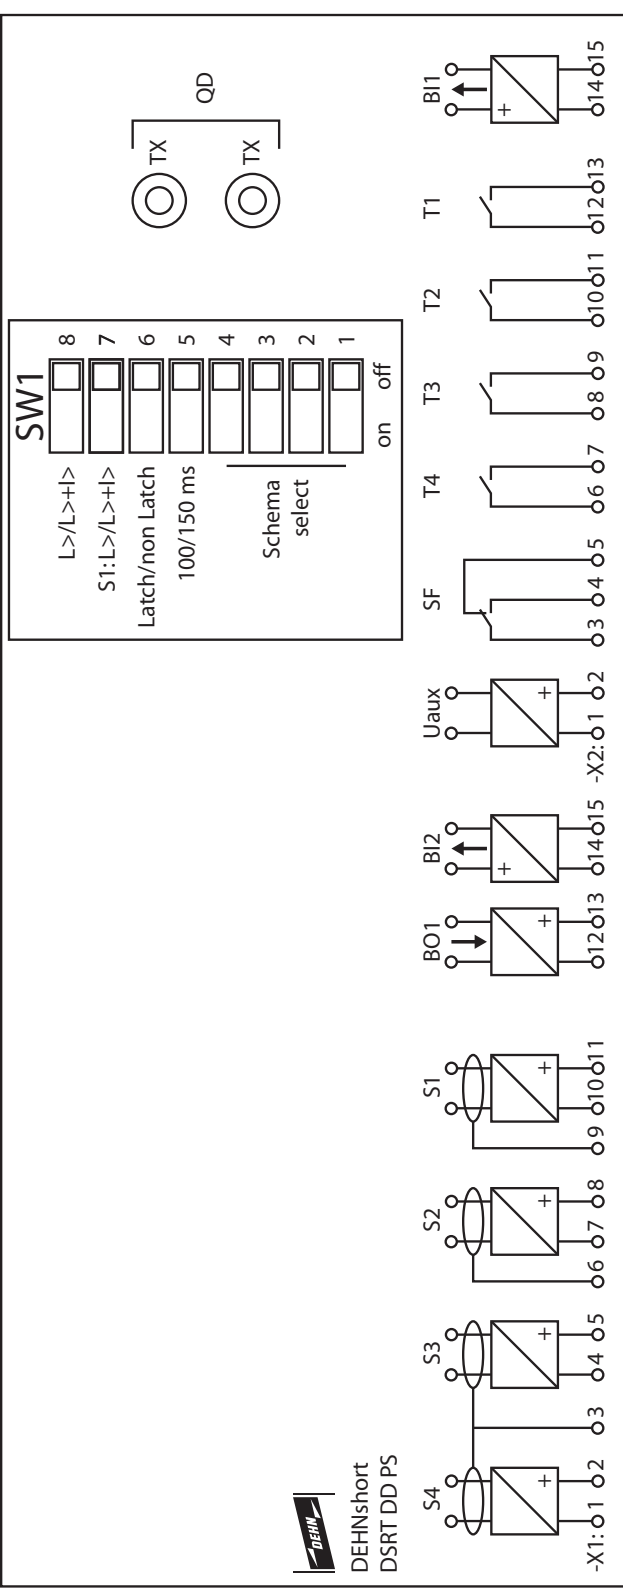 DEHN
DEHNshort
DSRT DD PS
SW1
8 7 6 5 4 3 2 1
L>/L>+I>
S1: L>/L>+I>
Latch/non Latch
100/150 ms
Schema
select
on off
QD
TX TX
S4 S3 S2 S1 BO1 BI2 Uaux SF T4 T3 T2 T1 BI1
+ + + + + + + +
-X1: 1 2 3 4 5 6 7 8 9 10 11 12 13 14 15 -X2: 1 2 3 4 5 6 7 8 9 10 11 12 13 14 15